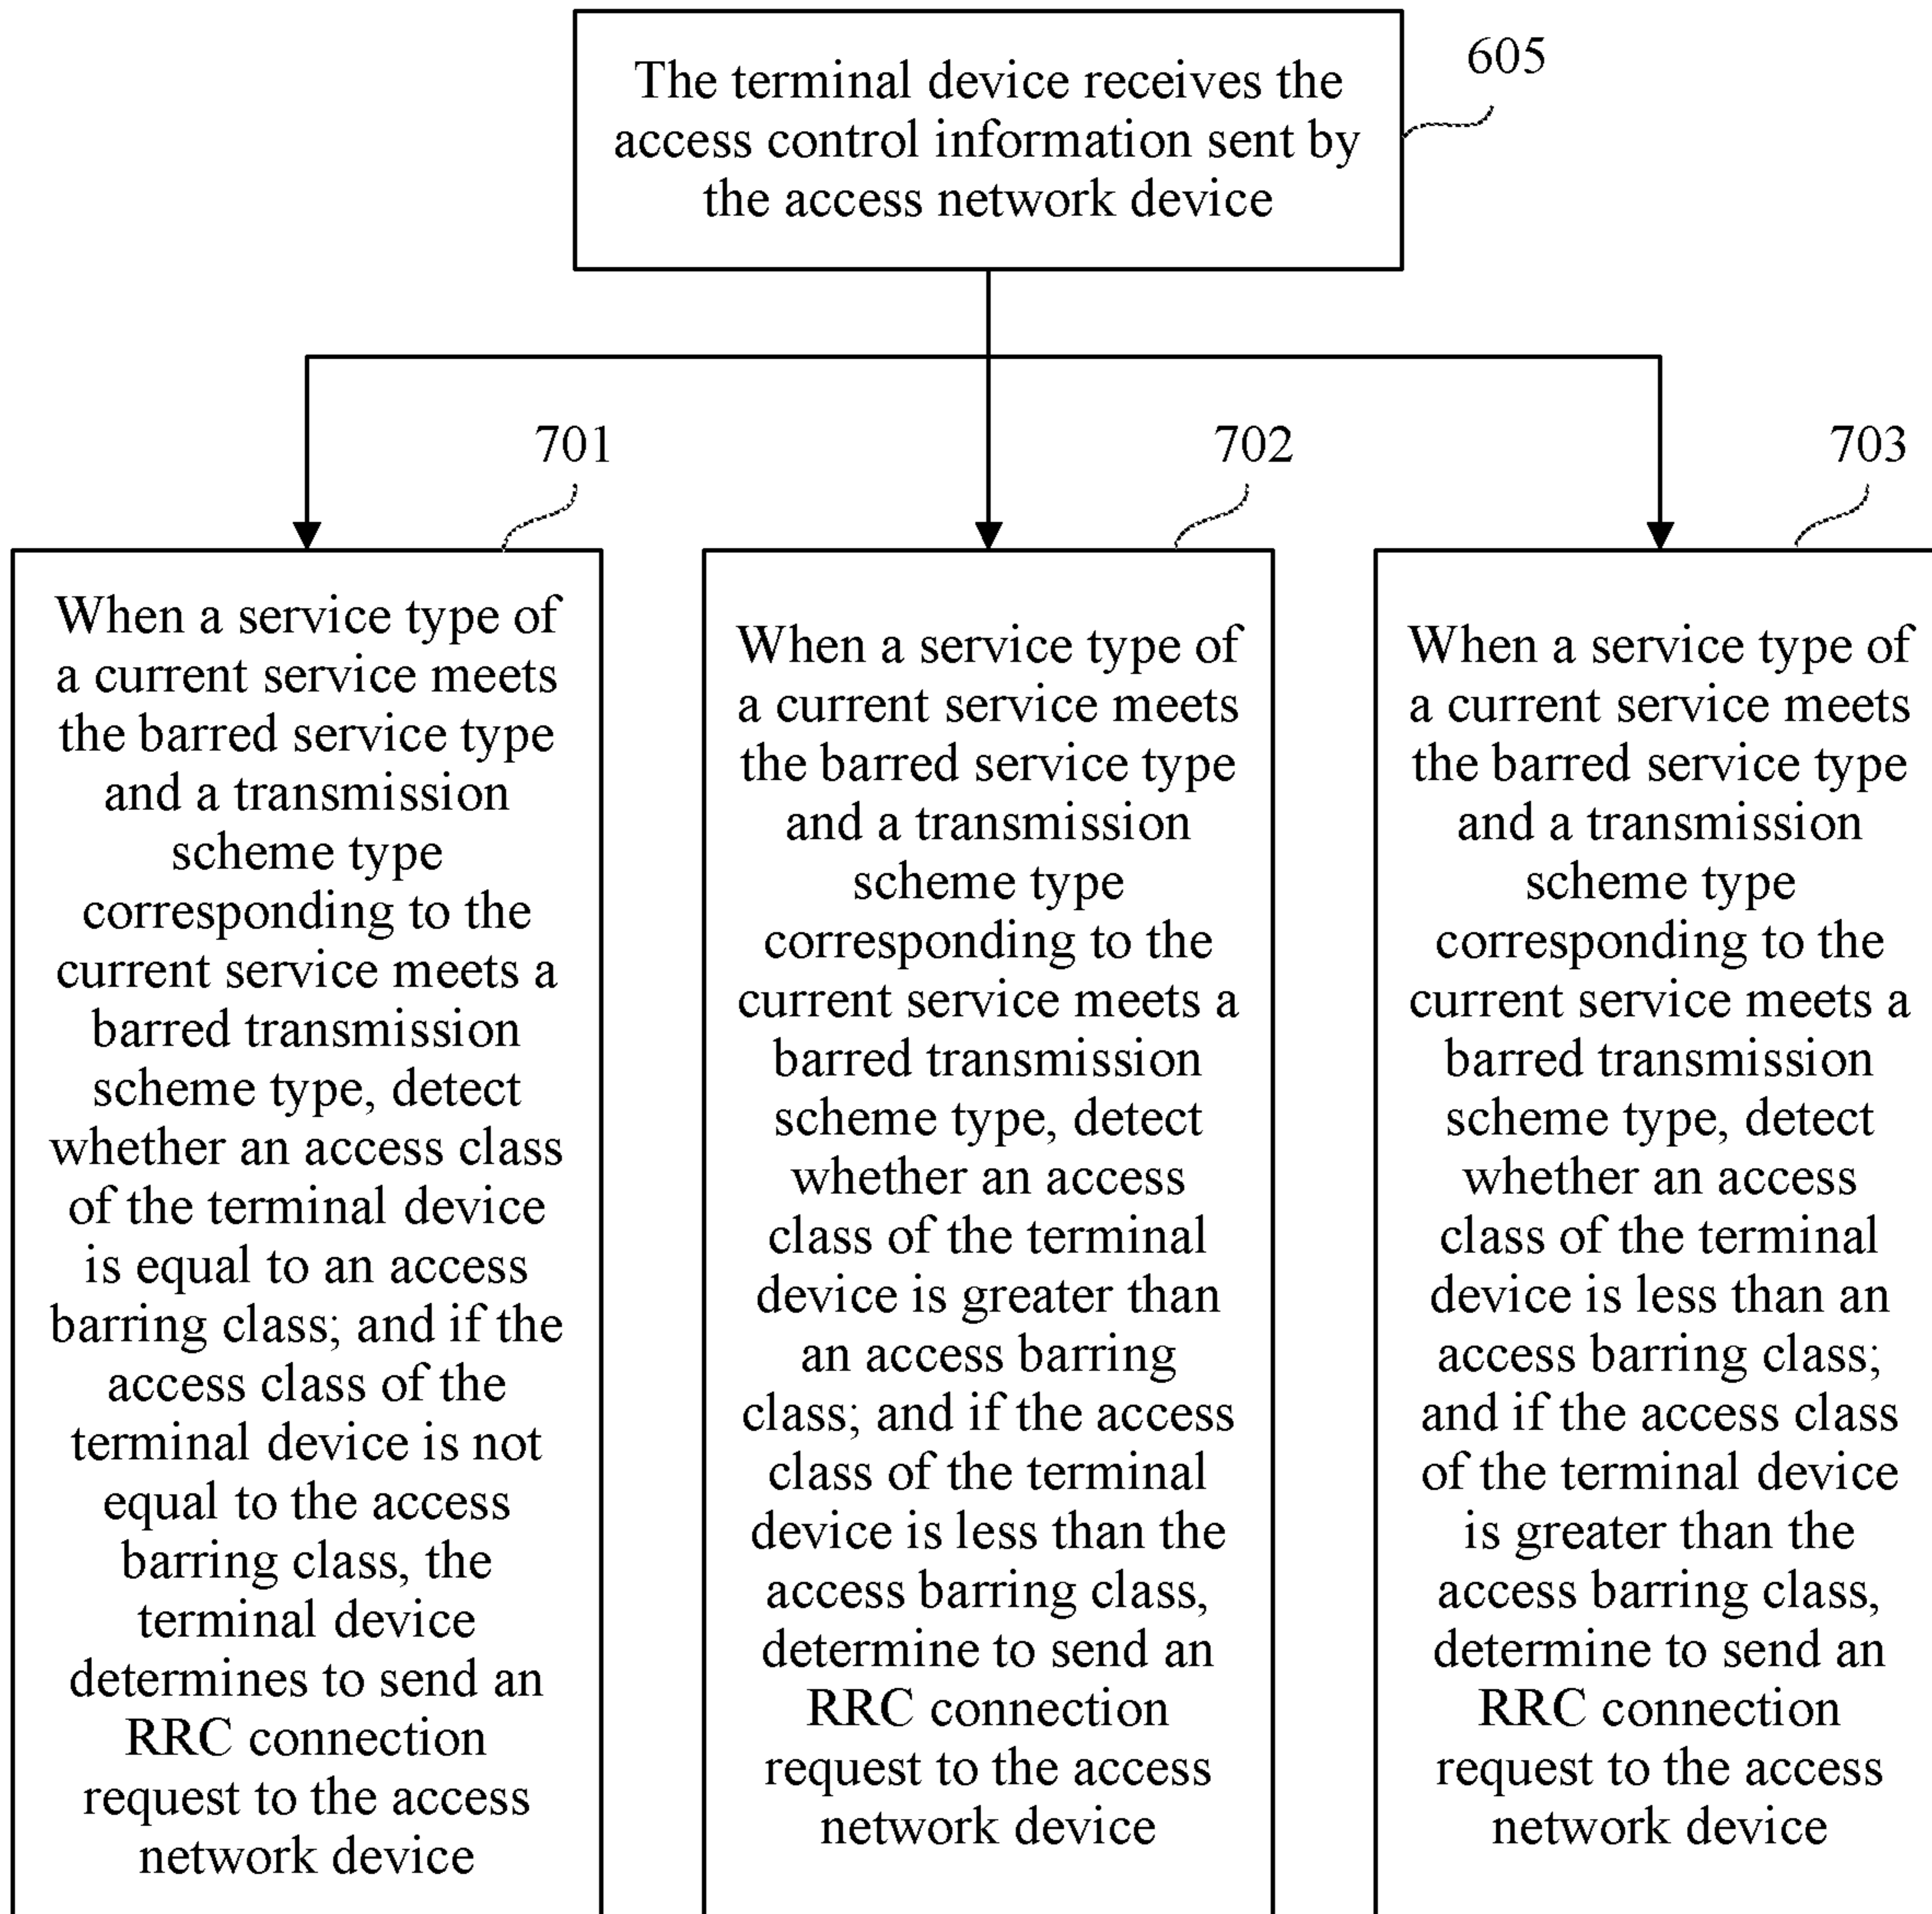 The terminal device receives the
access control information sent by
the access network device
605
701
When a service type of
a current service meets
the barred service type
and a transmission
scheme type
corresponding to the
current service meets a
barred transmission
scheme type, detect
whether an access class
of the terminal device
is equal to an access
barring class; and if the
access class of the
terminal device is not
equal to the access
barring class, the
terminal device
determines to send an
RRC connection
request to the access
network device
702
When a service type of
a current service meets
the barred service type
and a transmission
scheme type
corresponding to the
current service meets a
barred transmission
scheme type, detect
whether an access
class of the terminal
device is greater than
an access barring
class; and if the access
class of the terminal
device is less than the
access barring class,
determine to send an
RRC connection
request to the access
network device
703
When a service type of
a current service meets
the barred service type
and a transmission
scheme type
corresponding to the
current service meets a
barred transmission
scheme type, detect
whether an access
class of the terminal
device is less than an
access barring class;
and if the access class
of the terminal device
is greater than the
access barring class,
determine to send an
RRC connection
request to the access
network device